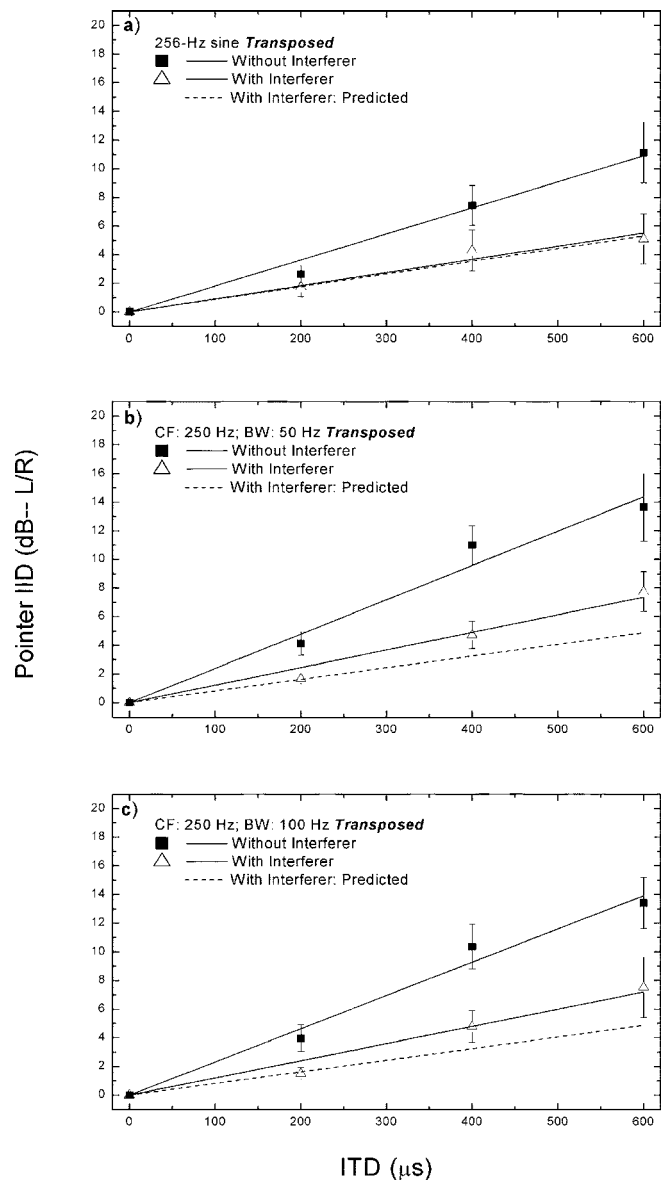 a)
256-Hz sine Transposed
Without Interferer
With Interferer
With Interferer: Predicted
20
18
16
14
12
10
8
6
4
2
0
0 100 200 300 400 500 600
b)
CF: 250 Hz; BW: 50 Hz Transposed
Without Interferer
With Interferer
With Interferer: Predicted
20
18
16
14
12
10
8
6
4
2
0
0 100 200 300 400 500 600
Pointer IID (dB-- L/R)
c)
CF: 250 Hz; BW: 100 Hz Transposed
Without Interferer
With Interferer
With Interferer: Predicted
20
18
16
14
12
10
8
6
4
2
0
0 100 200 300 400 500 600
ITD (μs)